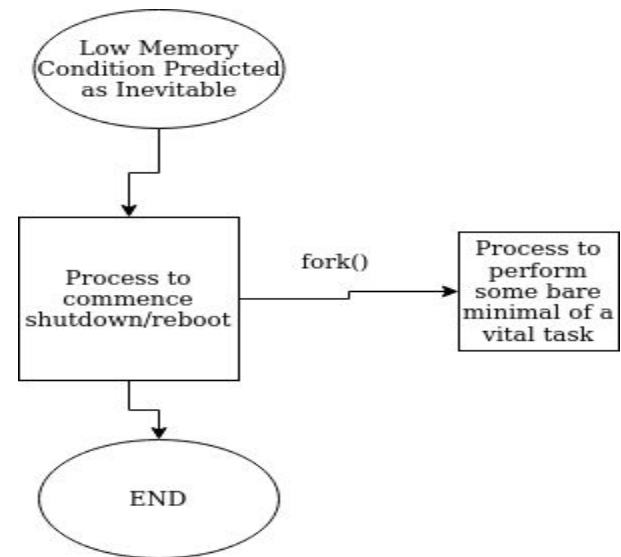 Low Memory
Condition Predicted
as Inevitable
fork()
Process to
commence
shutdown/reboot
Process to
perform
some bare
minimal of a
vital task
END